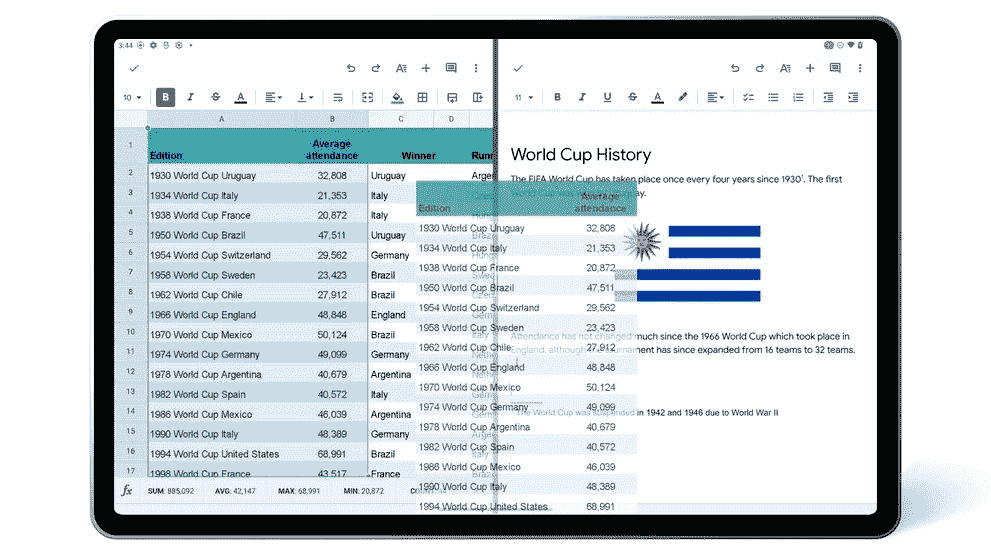 3:44
10 B I S A
11 B I U S A
A B C D
1 Edition Average attendance Winner
2 1930 World Cup Uruguay 32,808 Uruguay
3 1934 World Cup Italy 21,353 Italy
4 1938 World Cup France 20,872 Italy
5 1950 World Cup Brazil 47,511 Uruguay
6 1954 World Cup Switzerland 29,562 Germany
7 1958 World Cup Sweden 23,423 Brazil
8 1962 World Cup Chile 27,912 Brazil
9 1966 World Cup England 48,848 England
10 1970 World Cup Mexico 50,124 Brazil
11 1974 World Cup Germany 49,099 Germany
12 1978 World Cup Argentina 40,679 Argentina
13 1982 World Cup Spain 40,572 Italy
14 1986 World Cup Mexico 46,039 Argentina
15 1990 World Cup Italy 48,389 Germany
16 1994 World Cup United States 68,991 Brazil
17 1998 World Cup France 43,517 France
fx SUM: 885,092 AVG: 42,147 MAX: 68,991 MIN: 20,872
Edition Average attendance
1930 World Cup Uruguay 32,808
1934 World Cup Italy 21,353
1938 World Cup France 20,872
1950 World Cup Brazil 47,511
1954 World Cup Switzerland 29,562
1958 World Cup Sweden 23,423
1962 World Cup Chile 27,912
1966 World Cup England 48,848
1970 World Cup Mexico 50,124
1974 World Cup Germany 49,099
1978 World Cup Argentina 40,679
1982 World Cup Spain 40,572
1986 World Cup Mexico 46,039
1990 World Cup Italy 48,389
1994 World Cup United States 68,991
World Cup History
The FIFA World Cup has taken place once every four years since 1930¹. The first
Attendance has not changed much since the 1966 World Cup which took place in
England, although the tournament has since expanded from 16 teams to 32 teams.
The World Cup was suspended in 1942 and 1946 due to World War II